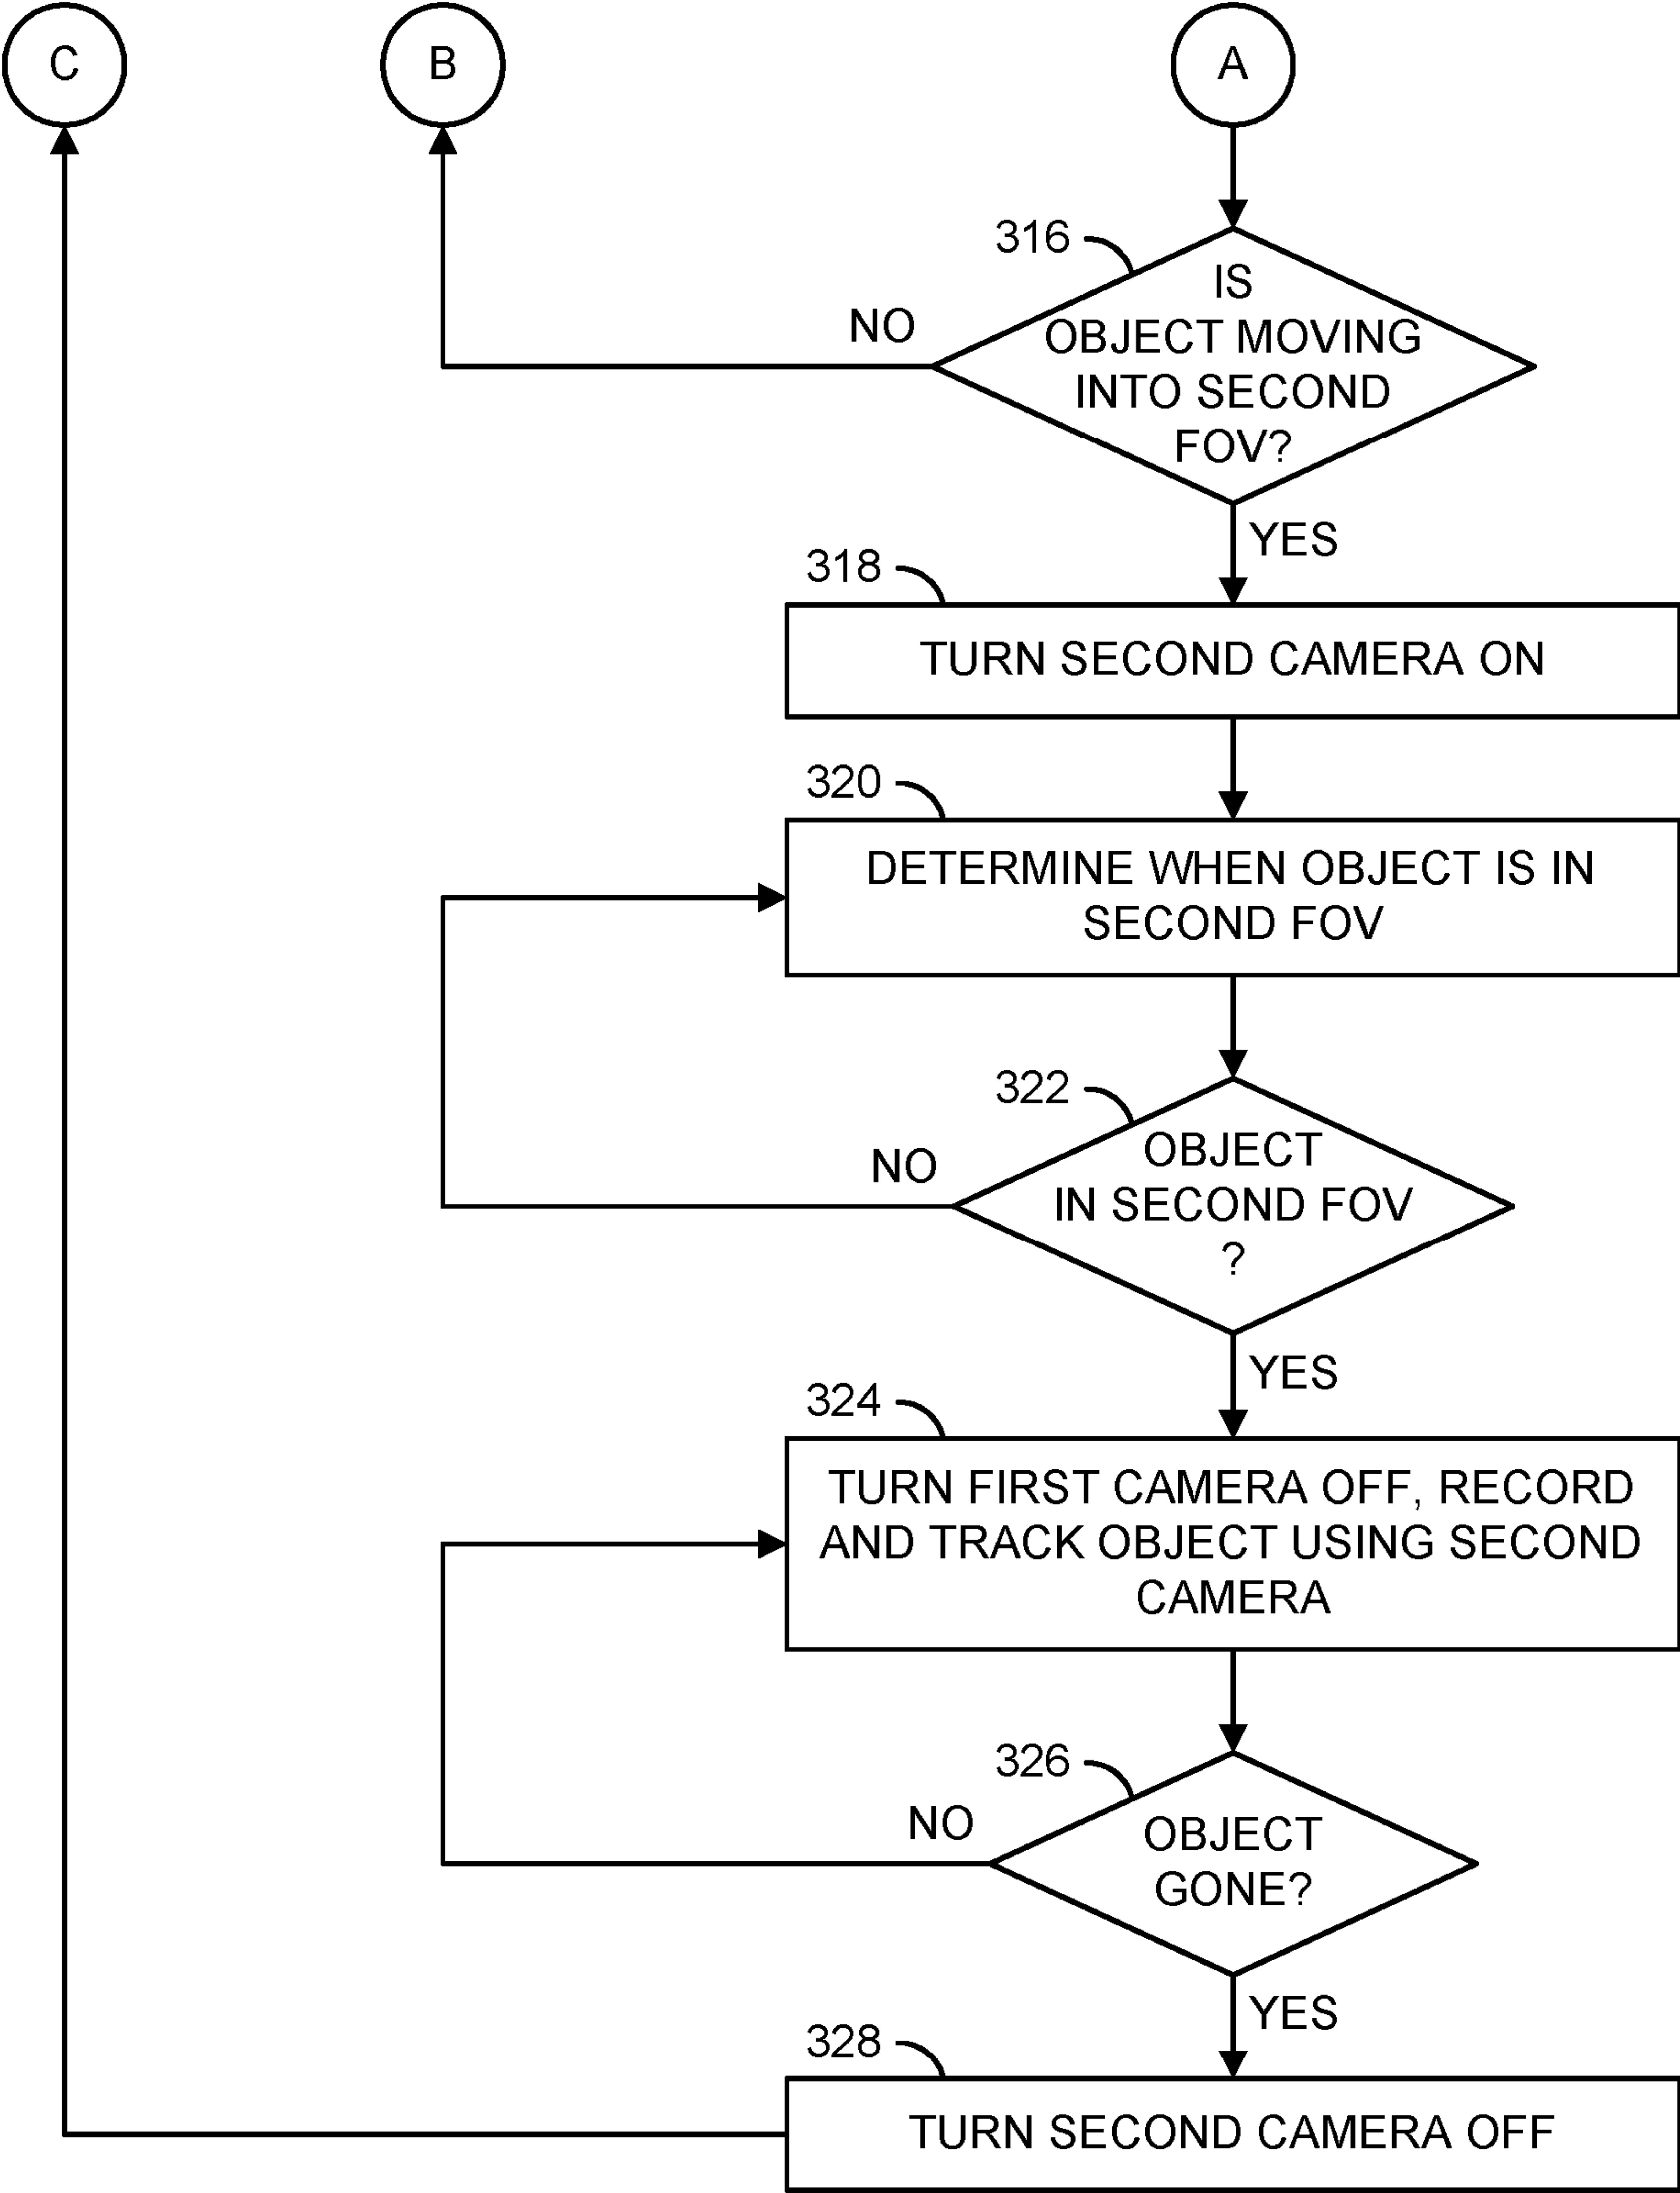 C
B
A
316
IS
OBJECT MOVING
INTO SECOND
FOV?
NO
YES
318
TURN SECOND CAMERA ON
320
DETERMINE WHEN OBJECT IS IN
SECOND FOV
322
OBJECT
IN SECOND FOV
?
NO
YES
324
TURN FIRST CAMERA OFF, RECORD
AND TRACK OBJECT USING SECOND
CAMERA
326
OBJECT
GONE?
NO
YES
328
TURN SECOND CAMERA OFF